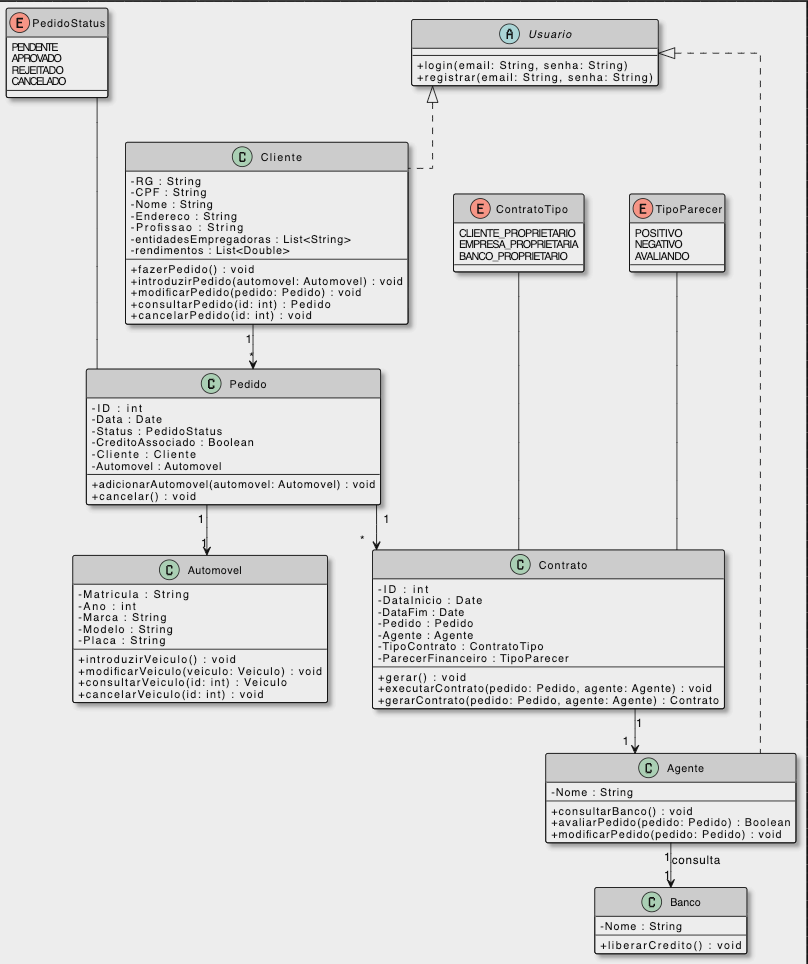 E PedidoStatus
PENDENTE
APROVADO
REJEITADO
CANCELADO
A Usuario
+login(email: String, senha: String)
+registrar(email: String, senha: String)
C Cliente
-RG : String
-CPF : String
-Nome : String
-Endereco : String
-Profissao : String
-entidadesEmpregadoras : List<String>
-rendimentos : List<Double>
+fazerPedido() : void
+introduzirPedido(automovel: Automovel) : void
+modificarPedido(pedido: Pedido) : void
+consultarPedido(id: int) : Pedido
+cancelarPedido(id: int) : void
E ContratoTipo
CLIENTE_PROPRIETARIO
EMPRESA_PROPRIETARIA
BANCO_PROPRIETARIO
E TipoParecer
POSITIVO
NEGATIVO
AVALIANDO
1
*
C Pedido
-ID : int
-Data : Date
-Status : PedidoStatus
-CreditoAssociado : Boolean
-Cliente : Cliente
-Automovel : Automovel
+adicionarAutomovel(automovel: Automovel) : void
+cancelar() : void
1
1
1
*
C Automovel
-Matricula : String
-Ano : int
-Marca : String
-Modelo : String
-Placa : String
+introduzirVeiculo() : void
+modificarVeiculo(veiculo: Veiculo) : void
+consultarVeiculo(id: int) : Veiculo
+cancelarVeiculo(id: int) : void
C Contrato
-ID : int
-DataInicio : Date
-DataFim : Date
-Pedido : Pedido
-Agente : Agente
-TipoContrato : ContratoTipo
-ParecerFinanceiro : TipoParecer
+gerar() : void
+executarContrato(pedido: Pedido, agente: Agente) : void
+gerarContrato(pedido: Pedido, agente: Agente) : Contrato
1
1
C Agente
-Nome : String
+consultarBanco() : void
+avaliarPedido(pedido: Pedido) : Boolean
+modificarPedido(pedido: Pedido) : void
1
consulta
1
C Banco
-Nome : String
+liberarCredito() : void